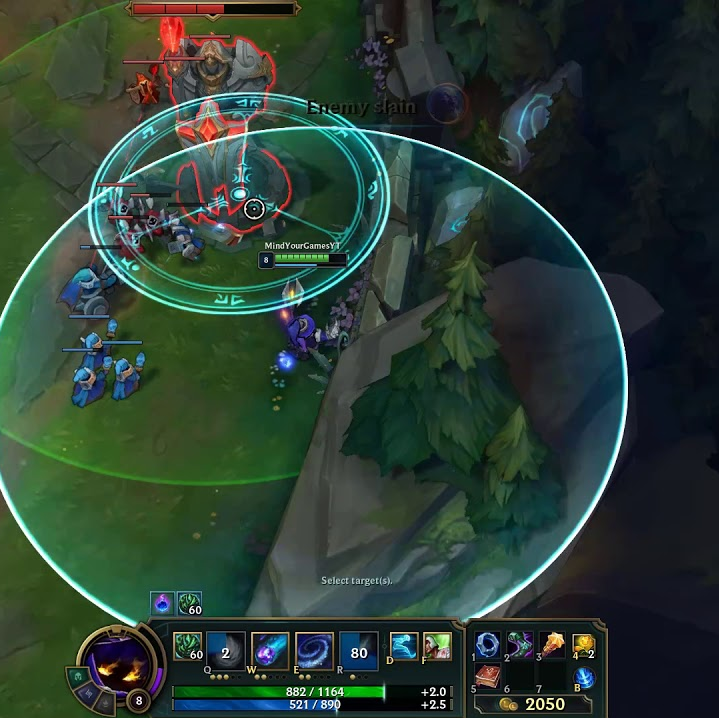 Enemy slain
MindYourGamesYT
8
Select target(s).
60
60 2 80
Q W E R D F
882 / 1164 +2.0
521 / 890 +2.5
8
1 2 3 4 2
5 6 7 B
2050